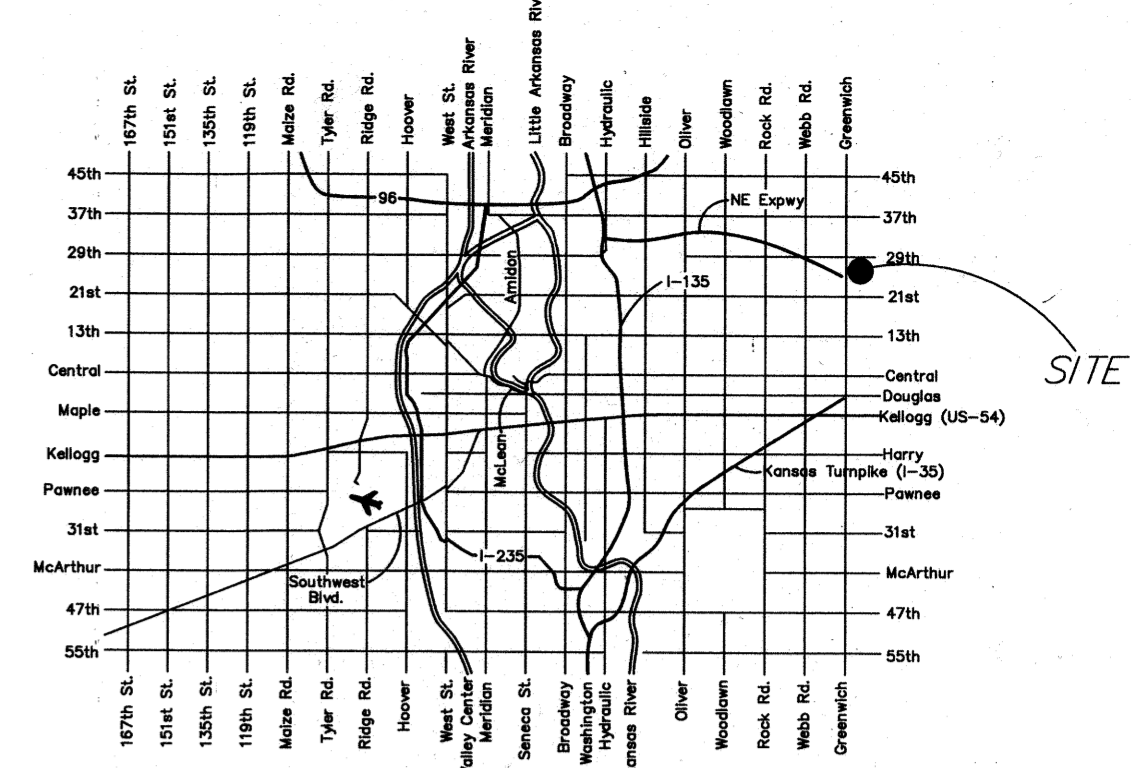 167th St.
151st St.
135th St.
119th St.
Maize Rd.
Tyler Rd.
Ridge Rd.
Hoover
West St.
Arkansas River
Meridian
Little Arkansas
Broadway
Hydraulic
Hillside
Oliver
Woodlawn
Rock Rd.
Webb Rd.
Greenwich
45th
37th
29th
21st
13th
Central
Maple
Kellogg
Pawnee
31st
McArthur
47th
55th
96
NE Expwy
Amidon
I-135
McLean
I-235
Southwest
Blvd.
Kansas Turnpike (I-35)
45th
37th
29th
21st
13th
Central
Douglas
Kellogg (US-54)
Harry
Pawnee
31st
McArthur
47th
55th
SITE
167th St.
151st St.
135th St.
119th St.
Maize Rd.
Tyler Rd.
Ridge Rd.
Hoover
West St.
alley Center
Meridian
Seneca St.
Broadway
Washington
Hydraulic
ansas River
Oliver
Woodlawn
Rock Rd.
Webb Rd.
Greenwich